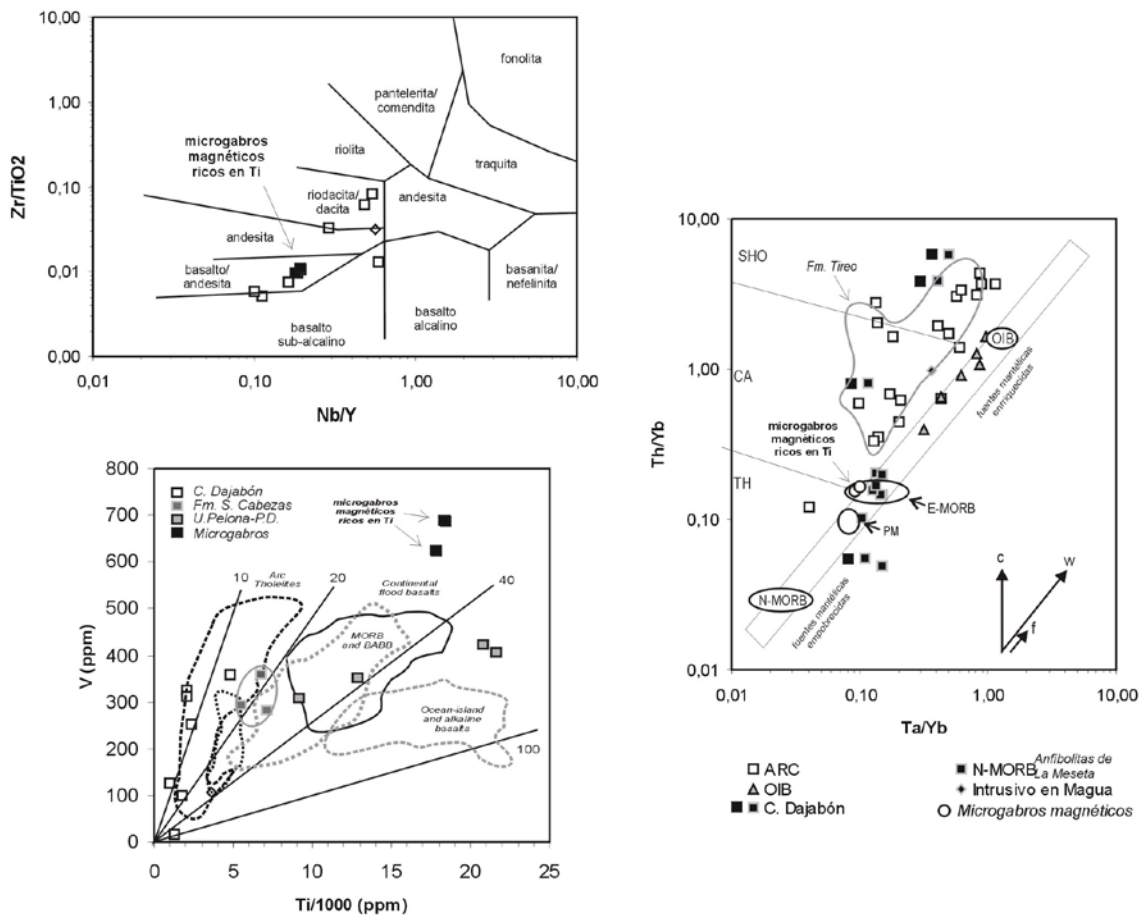 10,00
1,00
0,10
0,01
0,00
Zr/TiO2
fonolita
pantelerita/
comendita
microgabros
magnéticos
ricos en Ti
riolita
traquita
riodacita/
dacita
andesita
andesita
basalto/
andesita
basanita/
nefelinita
basalto
sub-alcalino
basalto
alcalino
0,01
0,10
1,00
10,00
Nb/Y
800
700
600
500
400
300
200
100
0
V (ppm)
C. Dajabón
Fm. S. Cabezas
U.Pelona-P.D.
Microgabros
microgabros
magnéticos
ricos en Ti
10
Arc
Tholeiites
20
Continental
flood basalts
40
MORB
and BABB
Ocean-island
and alkaline
basalts
100
0
5
10
15
20
25
Ti/1000 (ppm)
10,00
1,00
0,10
0,01
Th/Yb
SHO
Fm. Tireo
OIB
CA
fuentes mantélicas
enriquecidas
microgabros
magnéticos
ricos en Ti
TH
E-MORB
PM
N-MORB
fuentes mantélicas
empobrecidas
c
w
f
0,01
0,10
1,00
10,00
Ta/Yb
ARC
OIB
C. Dajabón
N-MORB Anfibolitas de
La Meseta
Intrusivo en Magua
Microgabros magnéticos